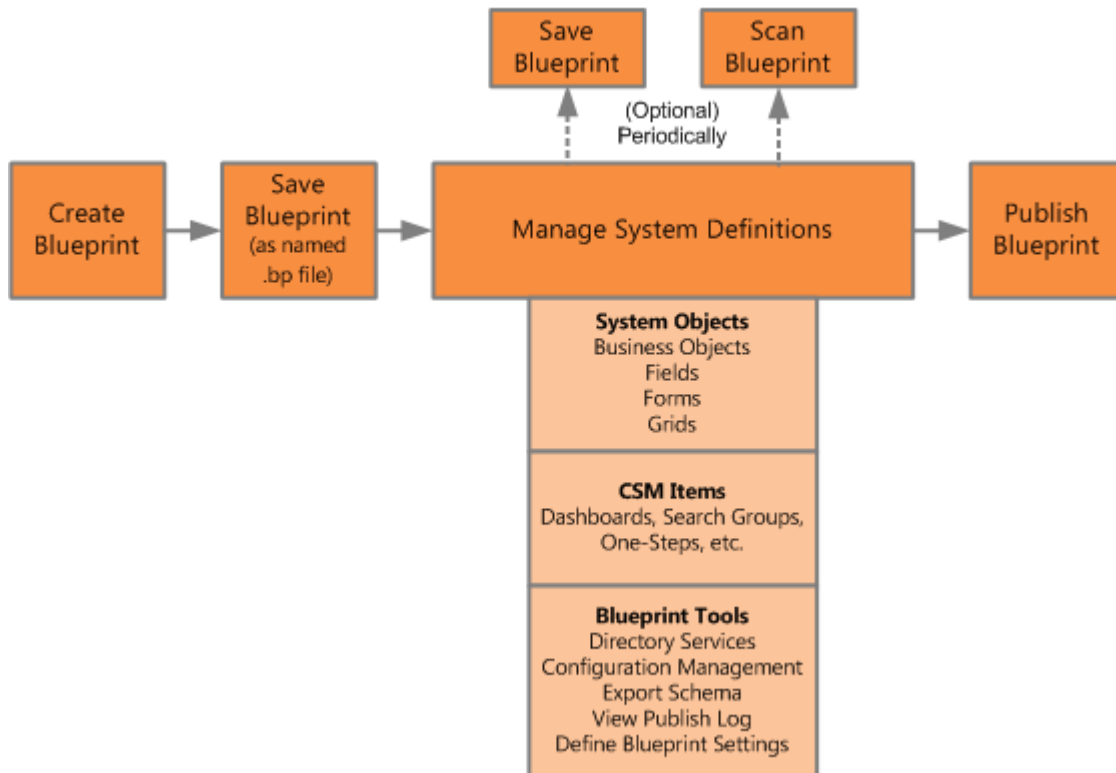 Save
Blueprint
Scan
Blueprint
(Optional)
Periodically
Create
Blueprint
Save
Blueprint
(as named
.bp file)
Manage System Definitions
Publish
Blueprint
System Objects
Business Objects
Fields
Forms
Grids
CSM Items
Dashboards, Search Groups,
One-Steps, etc.
Blueprint Tools
Directory Services
Configuration Management
Export Schema
View Publish Log
Define Blueprint Settings